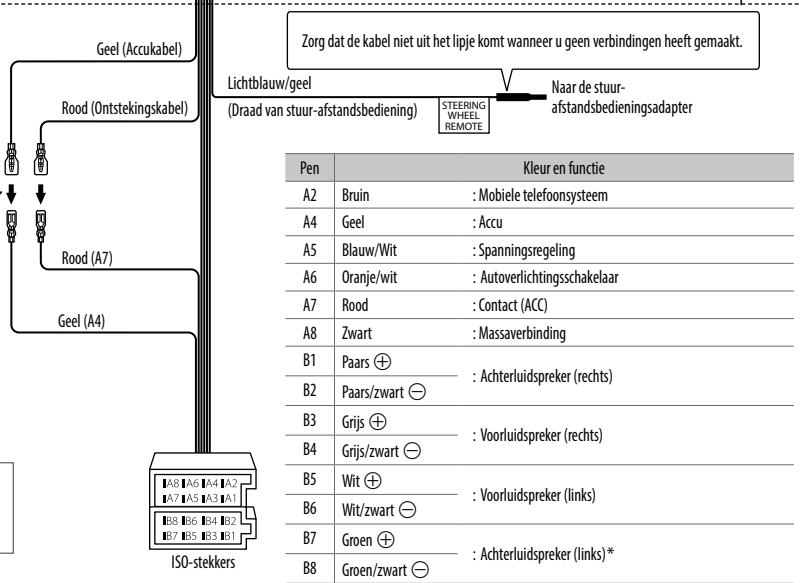 Zorg dat de kabel niet uit het lipje komt wanneer u geen verbindingen heeft gemaakt.
Geel (Accukabel)
Lichtblauw/geel
Naar de stuur-
afstandsbedieningsadapter
Rood (Ontstekingskabel)
(Draad van stuur-afstandsbediening)
STEERING
WHEEL
REMOTE
Pen Kleur en functie
A2 Bruin : Mobiele telefoonsysteem
A4 Geel : Accu
A5 Blauw/Wit : Spanningsregeling
A6 Oranje/wit : Autoverlichtingsschakelaar
A7 Rood : Contact (ACC)
A8 Zwart : Massaverbinding
B1 Paars ⊕ : Achterluidspreker (rechts)
B2 Paars/zwart ⊖
B3 Grijs ⊕ : Voorluidspreker (rechts)
B4 Grijs/zwart ⊖
B5 Wit ⊕ : Voorluidspreker (links)
B6 Wit/zwart ⊖
B7 Groen ⊕ : Achterluidspreker (links)*
B8 Groen/zwart ⊖
Rood (A7)
Geel (A4)
A8 A6 A4 A2
A7 A5 A3 A1
B8 B6 B4 B2
B7 B5 B3 B1
ISO-stekkers